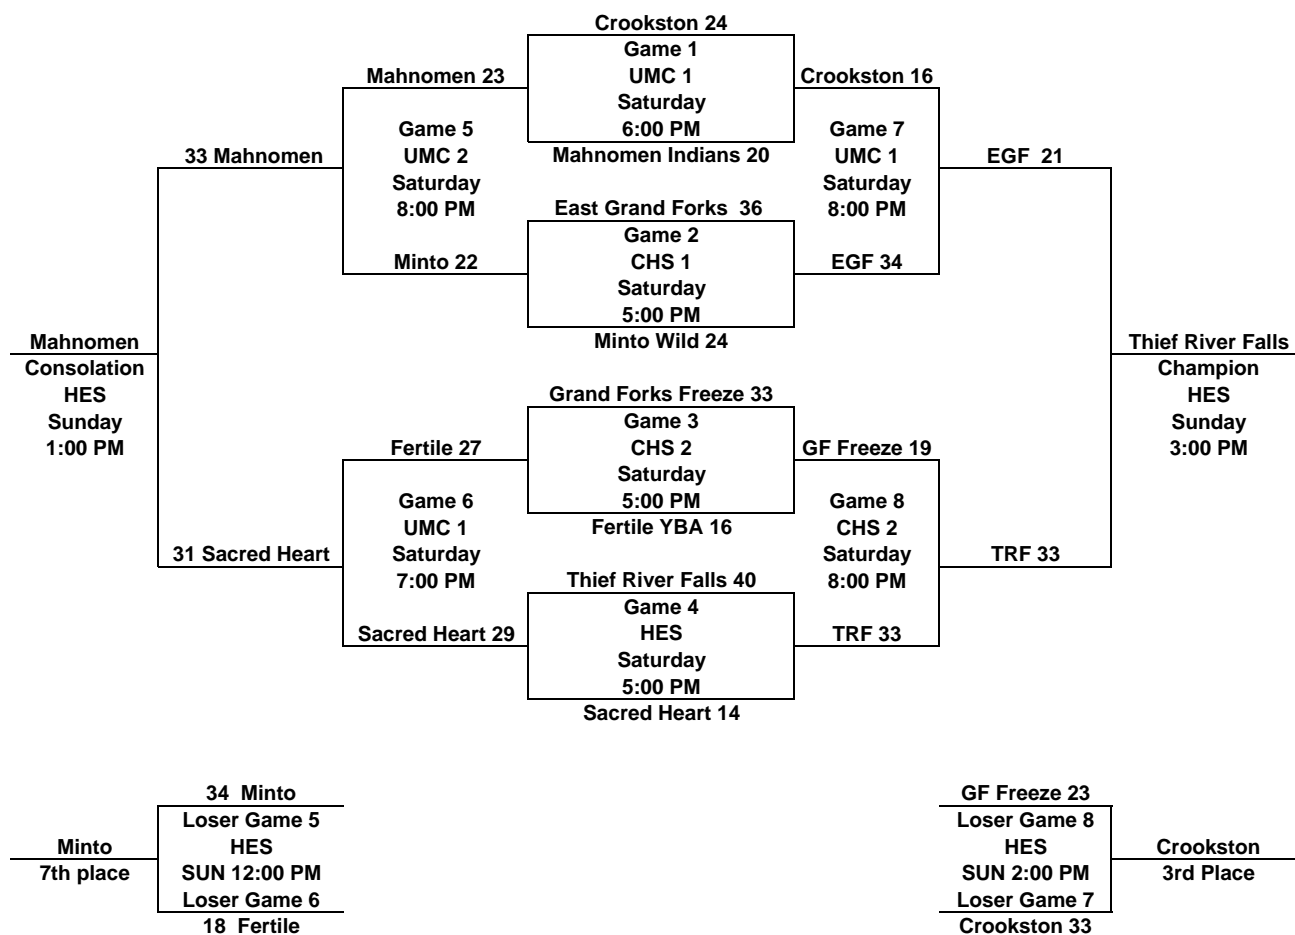 Crookston 24
Game 1
UMC 1
Saturday
6:00 PM
Mahnomen Indians 20
Mahnomen 23
Crookston 16
Game 5
UMC 2
Saturday
8:00 PM
Game 7
UMC 1
Saturday
8:00 PM
33 Mahnomen
EGF  21
East Grand Forks  36
Game 2
CHS 1
Saturday
5:00 PM
Minto Wild 24
Minto 22
EGF 34
Mahnomen
Consolation
HES
Sunday
1:00 PM
Thief River Falls
Champion
HES
Sunday
3:00 PM
Grand Forks Freeze 33
Game 3
CHS 2
Saturday
5:00 PM
Fertile YBA 16
Fertile 27
GF Freeze 19
Game 6
UMC 1
Saturday
7:00 PM
Game 8
CHS 2
Saturday
8:00 PM
31 Sacred Heart
TRF 33
Thief River Falls 40
Game 4
HES
Saturday
5:00 PM
Sacred Heart 14
Sacred Heart 29
TRF 33
34  Minto
Loser Game 5
HES
SUN 12:00 PM
Loser Game 6
18  Fertile
Minto
7th place
GF Freeze 23
Loser Game 8
HES
SUN 2:00 PM
Loser Game 7
Crookston 33
Crookston
3rd Place